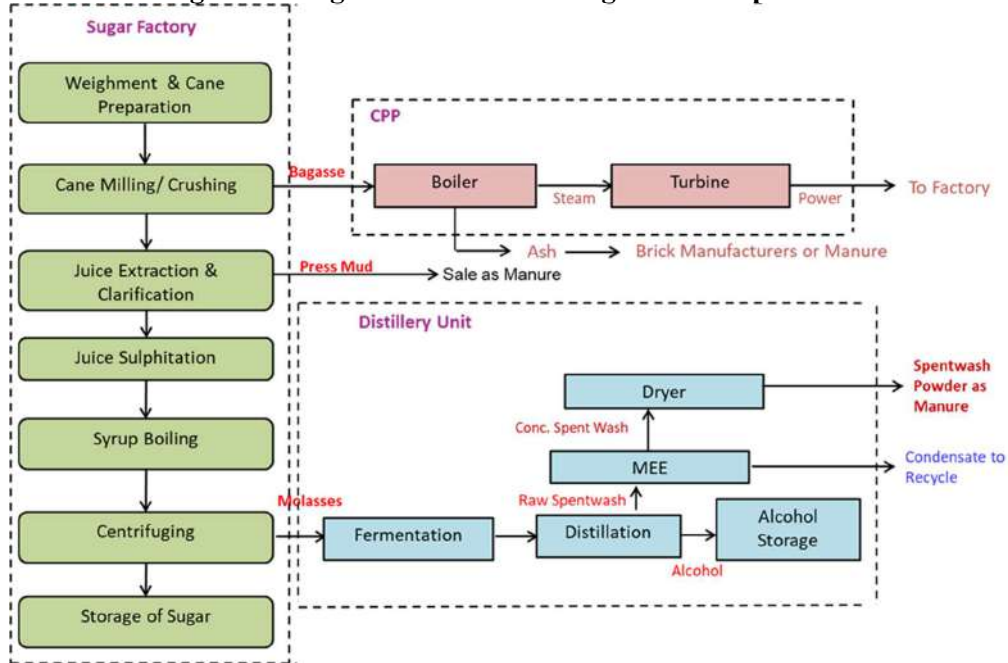 Sugar Factory
Weighment & Cane
Preparation
CPP
Cane Milling/ Crushing
Bagasse
Boiler
Steam
Turbine
Power
To Factory
Ash
Brick Manufacturers or Manure
Juice Extraction &
Clarification
Press Mud
Sale as Manure
Distillery Unit
Juice Sulphitation
Dryer
Spentwash
Powder as
Manure
Conc. Spent Wash
Syrup Boiling
MEE
Condensate to
Recycle
Raw Spentwash
Centrifuging
Molasses
Fermentation
Distillation
Alcohol
Alcohol
Storage
Storage of Sugar